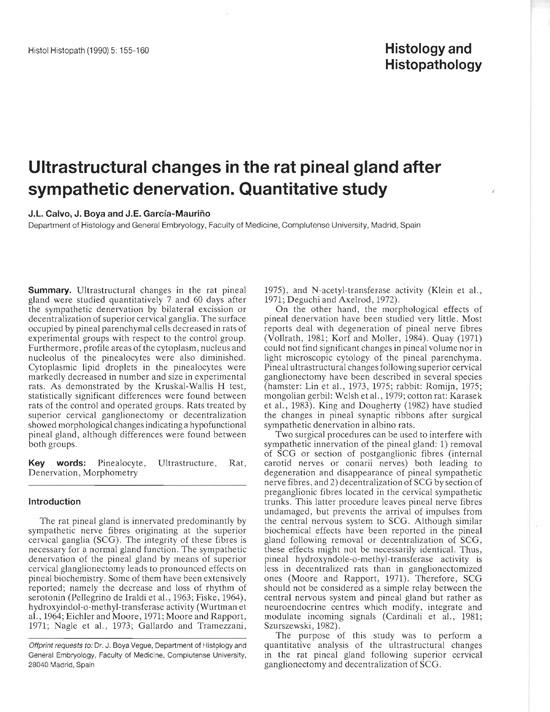 Histol Histopath (1990) 5: 155-160
Histology and
Histopathology
Ultrastructural changes in the rat pineal gland after
sympathetic denervation. Quantitative study
J.L. Calvo, J. Boya and J.E. García-Mauriño
Department of Histology and General Embryology, Faculty of Medicine, Complutense University, Madrid, Spain
Summary. Ultrastructural changes in the rat pineal
gland were studied quantitatively 7 and 60 days after
the sympathetic denervation by bilateral excission or
decentralization of superior cervical ganglia. The surface
occupied by pineal parenchymal cells decreased in rats of
experimental groups with respect to the control group.
Furthermore, profile areas of the cytoplasm, nucleus and
nucleolus of the pinealocytes were also diminished.
Cytoplasmic lipid droplets in the pinealocytes were
markedly decreased in number and size in experimental
rats. As demonstrated by the Kruskal-Wallis H test,
statistically significant differences were found between
rats of the control and operated groups. Rats treated by
superior cervical ganglionectomy or decentralization
showed morphological changes indicating a hypofunctional
pineal gland, although differences were found between
both groups.
Key words: Pinealocyte, Ultrastructure, Rat,
Denervation, Morphometry
Introduction
The rat pineal gland is innervated predominantly by
sympathetic nerve fibres originating at the superior
cervical ganglia (SCG). The integrity of these fibres is
necessary for a normal gland function. The sympathetic
denervation of the pineal gland by means of superior
cervical ganglionectomy leads to pronounced effects on
pineal biochemistry. Some of them have been extensively
reported; namely the decrease and loss of rhythm of
serotonin (Pellegrino de Iraldi et al., 1963; Fiske, 1964),
hydroxyindol-o-methyl-transferase activity (Wurtman et
al., 1964; Eichler and Moore, 1971; Moore and Rapport,
1971; Nagle et al., 1973; Gallardo and Tramezzani,
Offprint requests to: Dr. J. Boya Vegue, Department of Histology and
General Embryology, Faculty of Medicine, Complutense University,
28040 Madrid, Spain
1975), and N-acetyl-transferase activity (Klein et al.,
1971; Deguchi and Axelrod, 1972).
On the other hand, the morphological effects of
pineal denervation have been studied very little. Most
reports deal with degeneration of pineal nerve fibres
(Vollrath, 1981; Korf and Møller, 1984). Quay (1971)
could not find significant changes in pineal volume nor in
light microscopic cytology of the pineal parenchyma.
Pineal ultrastructural changes following superior cervical
ganglionectomy have been described in several species
(hamster: Lin et al., 1973, 1975; rabbit: Romijn, 1975;
mongolian gerbil: Welsh et al., 1979; cotton rat: Karasek
et al., 1983). King and Dougherty (1982) have studied
the changes in pineal synaptic ribbons after surgical
sympathetic denervation in albino rats.
Two surgical procedures can be used to interfere with
sympathetic innervation of the pineal gland: 1) removal
of SCG or section of postganglionic fibres (internal
carotid nerves or conarii nerves) both leading to
degeneration and disappearance of pineal sympathetic
nerve fibres, and 2) decentralization of SCG by section of
preganglionic fibres located in the cervical sympathetic
trunks. This latter procedure leaves pineal nerve fibres
undamaged, but prevents the arrival of impulses from
the central nervous system to SCG. Although similar
biochemical effects have been reported in the pineal
gland following removal or decentralization of SCG,
these effects might not be necessarily identical. Thus,
pineal hydroxyndole-o-methyl-transferase activity is
less in decentralized rats than in ganglionectomized
ones (Moore and Rapport, 1971). Therefore, SCG
should not be considered as a simple relay between the
central nervous system and pineal gland but rather as
neuroendocrine centres which modify, integrate and
modulate incoming signals (Cardinali et al., 1981;
Szurszewski, 1982).
The purpose of this study was to perform a
quantitative analysis of the ultrastructural changes
in the rat pineal gland following superior cervical
ganglionectomy and decentralization of SCG.